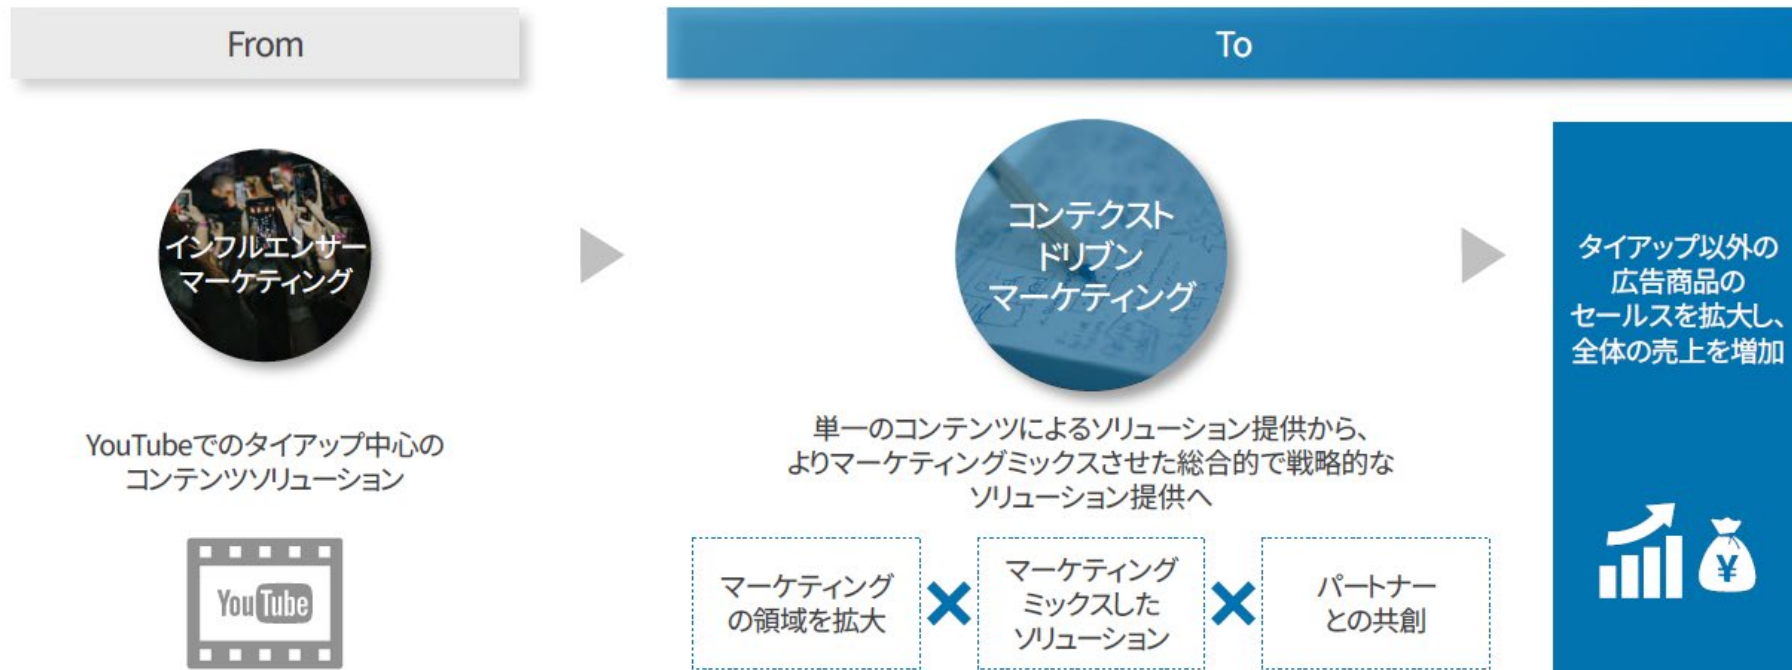 From
To
インフルエンサー
マーケティング
YouTubeでのタイアップ中心の
コンテンツソリューション
YouTube
コンテクスト
ドリブン
マーケティング
単一のコンテンツによるソリューション提供から、
よりマーケティングミックスさせた総合的で戦略的な
ソリューション提供へ
マーケティング
の領域を拡大
×
マーケティング
ミックスした
ソリューション
×
パートナー
との共創
タイアップ以外の
広告商品の
セールスを拡大し、
全体の売上を増加
¥